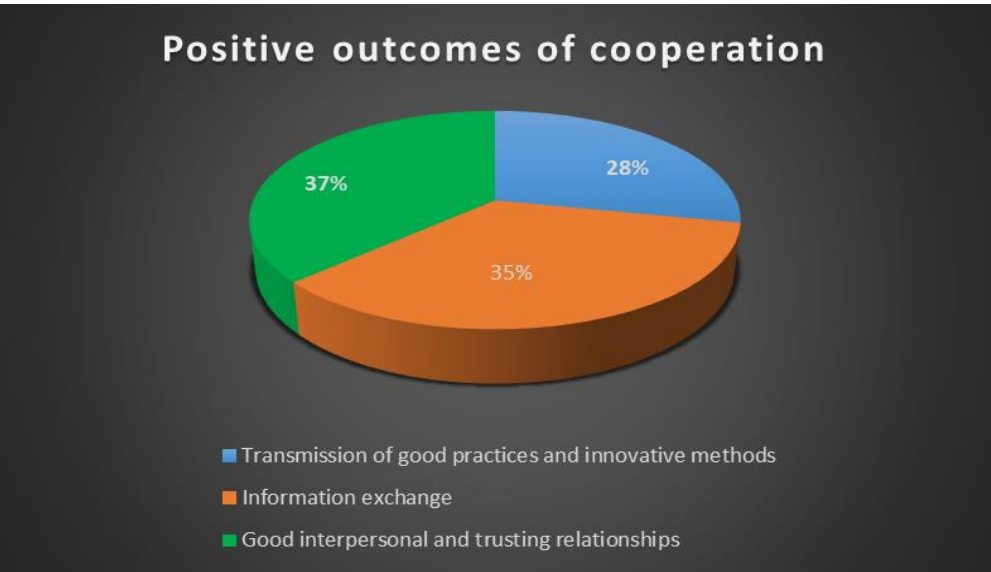 Positive outcomes of cooperation
28%
37%
35%
Transmission of good practices and innovative methods
Information exchange
Good interpersonal and trusting relationships